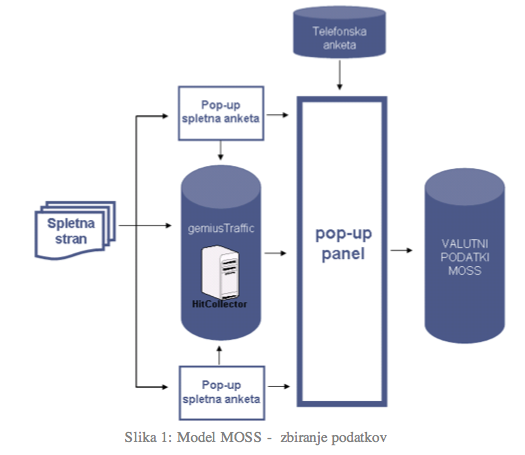 Telefonska
anketa
Pop-up
spletna anketa
Spletna
stran
gemiusTraffic
HitCollector
pop-up
panel
VALUTNI
PODATKI
MOSS
Pop-up
spletna anketa
Slika 1: Model MOSS - zbiranje podatkov